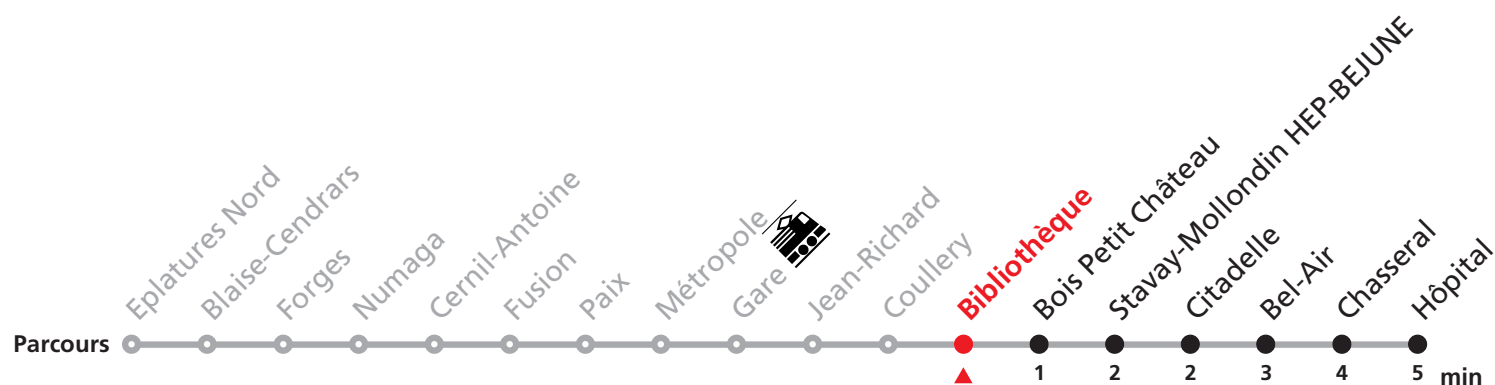 Eplatures Nord
Blaise-Cendrars
Forges
Numaga
Cernil-Antoine
Fusion
Paix
Métropole
Gare
Jean-Richard
Coullery
Bibliothèque
Bois Petit Château
Stavay-Mollondin HEP-BEJUNE
Citadelle
Bel-Air
Chasseral
Hôpital
Parcours
1 2 2 3 4 5 min